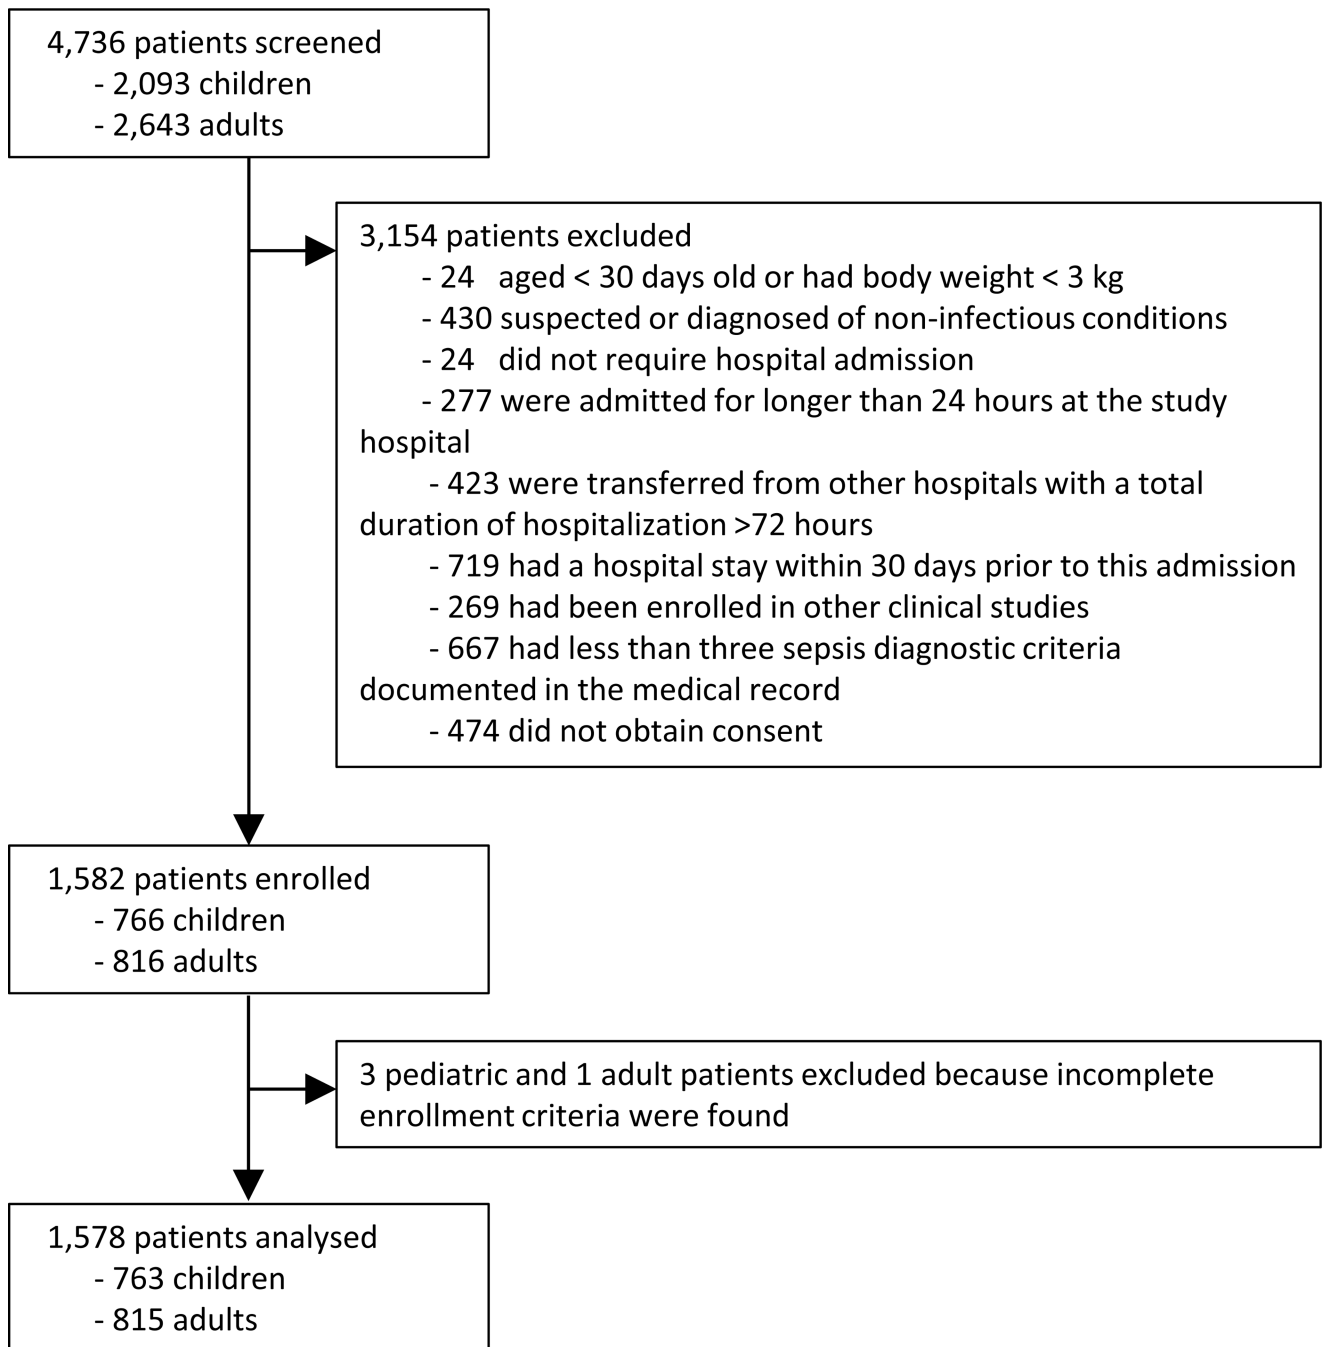 4,736 patients screened
- 2,093 children
- 2,643 adults
3,154 patients excluded
- 24 aged < 30 days old or had body weight < 3 kg
- 430 suspected or diagnosed of non-infectious conditions
- 24 did not require hospital admission
- 277 were admitted for longer than 24 hours at the study
hospital
- 423 were transferred from other hospitals with a total
duration of hospitalization >72 hours
- 719 had a hospital stay within 30 days prior to this admission
- 269 had been enrolled in other clinical studies
- 667 had less than three sepsis diagnostic criteria
documented in the medical record
- 474 did not obtain consent
1,582 patients enrolled
- 766 children
- 816 adults
3 pediatric and 1 adult patients excluded because incomplete
enrollment criteria were found
1,578 patients analysed
- 763 children
- 815 adults